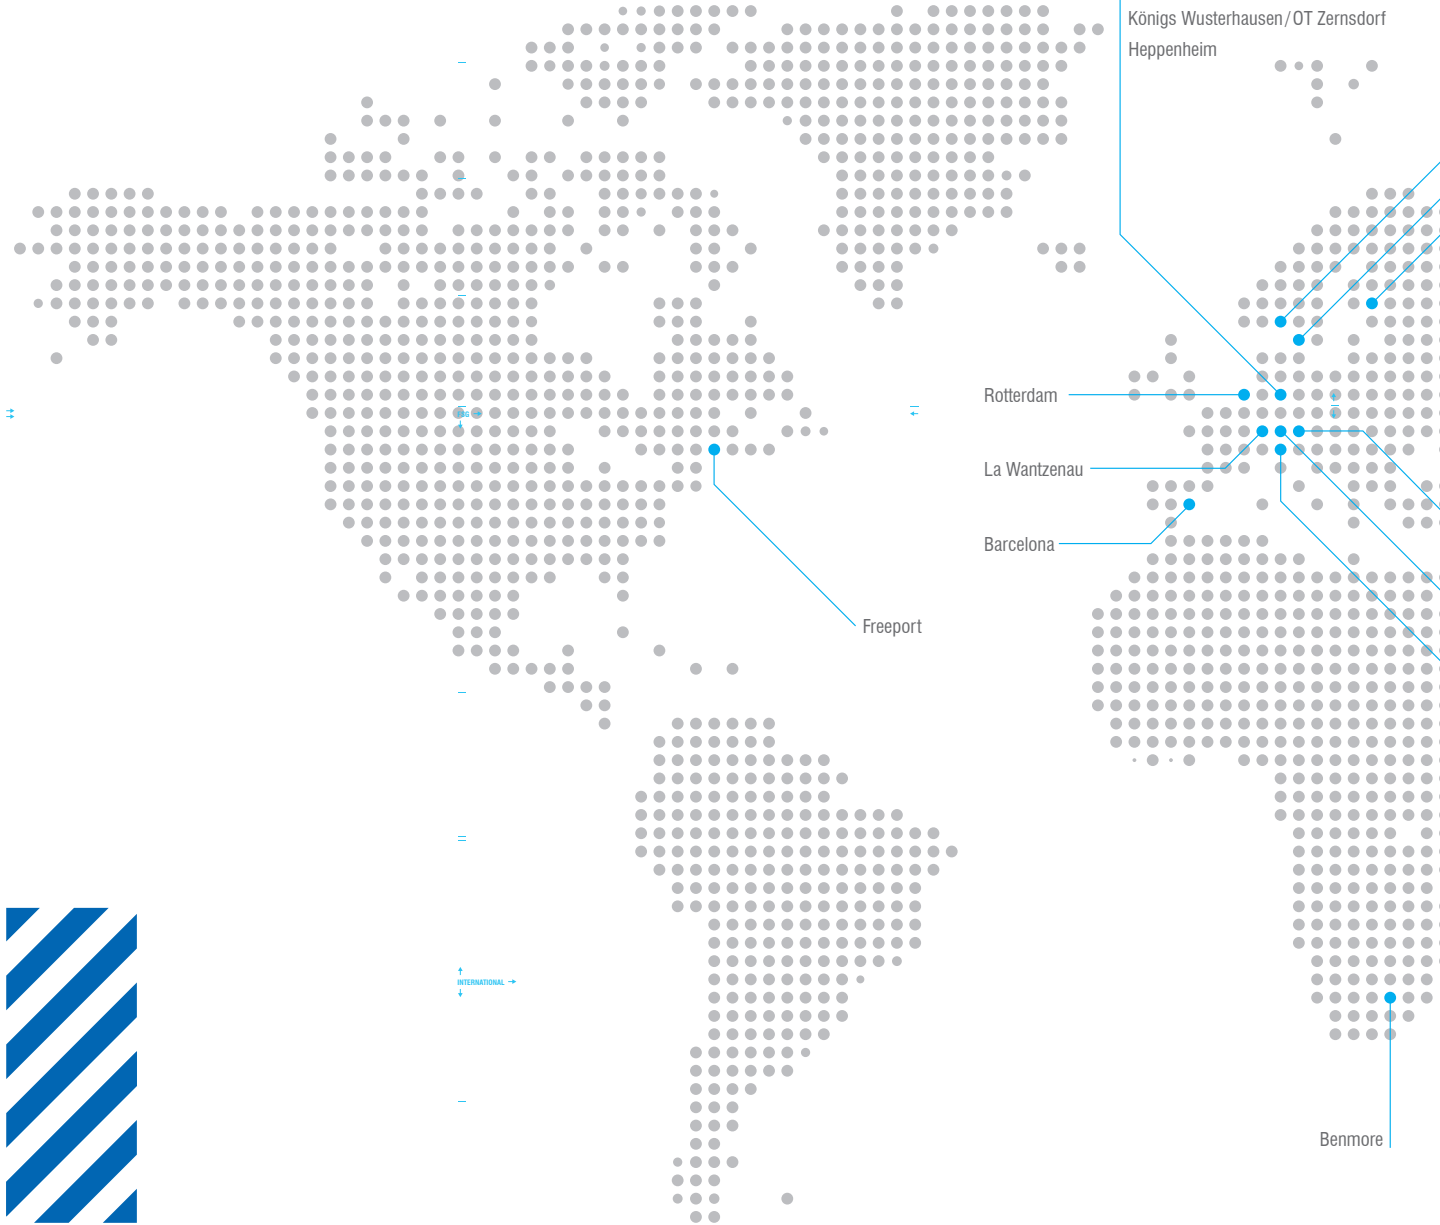 Königs Wusterhausen/OT Zernsdorf
Heppenheim
Rotterdam
La Wantzenau
Barcelona
Freeport
INTERNATIONAL
Benmore